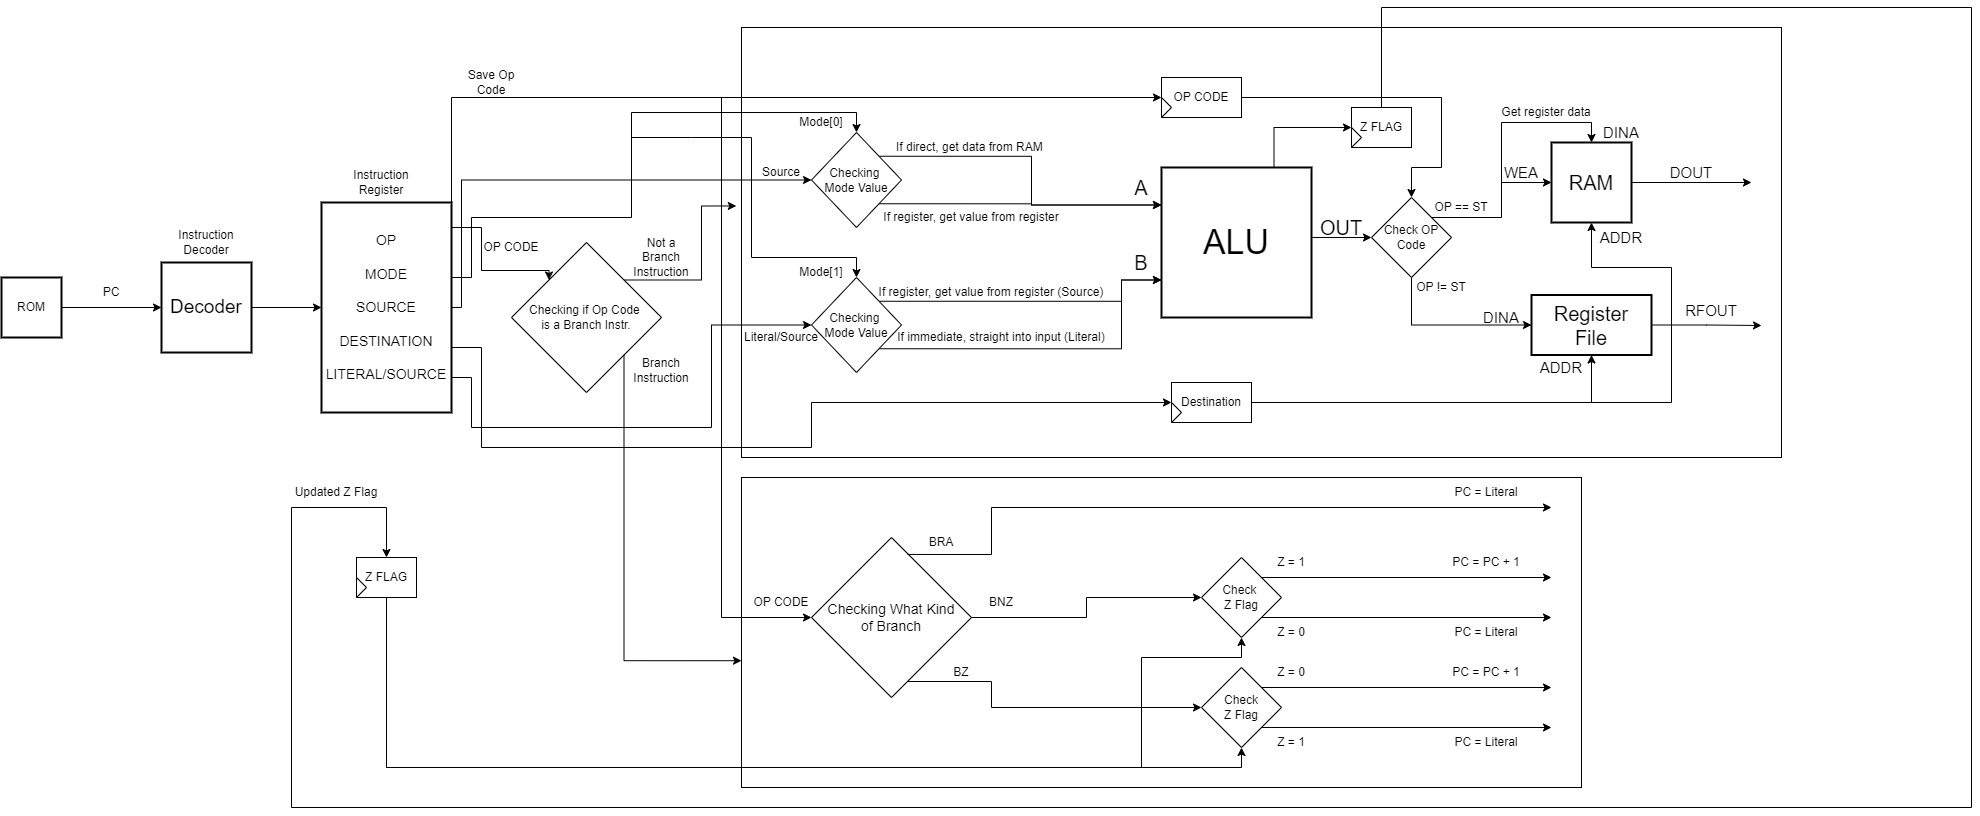 Save Op
Code
OP CODE
Z FLAG
Get register data
DINA
Mode[0]
If direct, get data from RAM
Source
Checking
Mode Value
If register, get value from register
Instruction
Register
OP
MODE
SOURCE
DESTINATION
LITERAL/SOURCE
Instruction
Decoder
Decoder
ROM
PC
OP CODE
Not a
Branch
Instruction
Checking if Op Code
is a Branch Instr.
Branch
Instruction
Mode[1]
If register, get value from register (Source)
Checking
Mode Value
Literal/Source
If immediate, straight into input (Literal)
A
B
ALU
OUT
Check OP
Code
OP == ST
OP != ST
WEA
RAM
DOUT
ADDR
DINA
Register
File
RFOUT
ADDR
Destination
Updated Z Flag
Z FLAG
OP CODE
Checking What Kind
of Branch
BRA
PC = Literal
BNZ
Check
Z Flag
Z = 1
PC = PC + 1
Z = 0
PC = Literal
BZ
Check
Z Flag
Z = 0
PC = PC + 1
Z = 1
PC = Literal